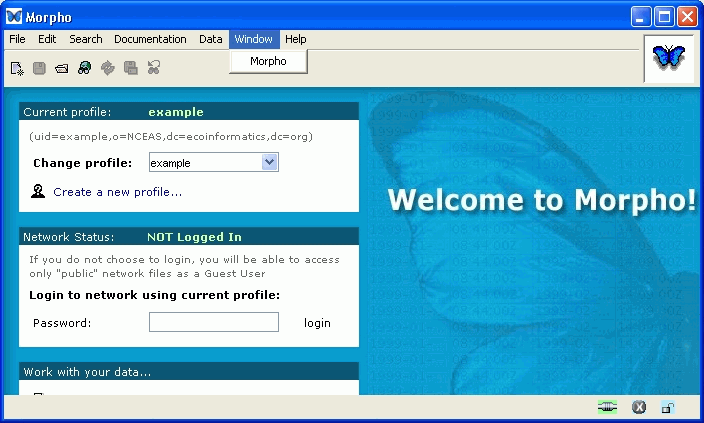 Morpho
File Edit Search Documentation Data Window Help
Morpho
Current profile: example
(uid=example,o=NCEAS,dc=ecoinformatics,dc=org)
Change profile: example
Create a new profile...
Welcome to Morpho!
Network Status: NOT Logged In
If you do not choose to login, you will be able to access
only "public" network files as a Guest User
Login to network using current profile:
Password: login
Work with your data...